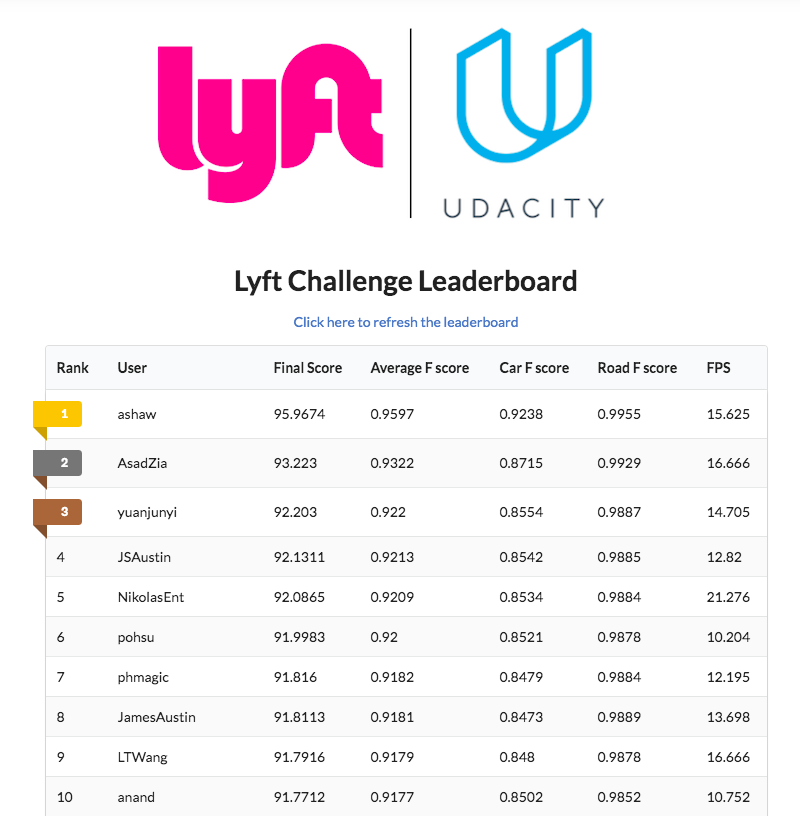 lyft
UDACITY
Lyft Challenge Leaderboard
Click here to refresh the leaderboard
Rank User Final Score Average F score Car F score Road F score FPS
1 ashaw 95.9674 0.9597 0.9238 0.9955 15.625
2 AsadZia 93.223 0.9322 0.8715 0.9929 16.666
3 yuanjunyi 92.203 0.922 0.8554 0.9887 14.705
4 JSAustin 92.1311 0.9213 0.8542 0.9885 12.82
5 NikolasEnt 92.0865 0.9209 0.8534 0.9884 21.276
6 pohsu 91.9983 0.92 0.8521 0.9878 10.204
7 phmagic 91.816 0.9182 0.8479 0.9884 12.195
8 JamesAustin 91.8113 0.9181 0.8473 0.9889 13.698
9 LTWang 91.7916 0.9179 0.848 0.9878 16.666
10 anand 91.7712 0.9177 0.8502 0.9852 10.752